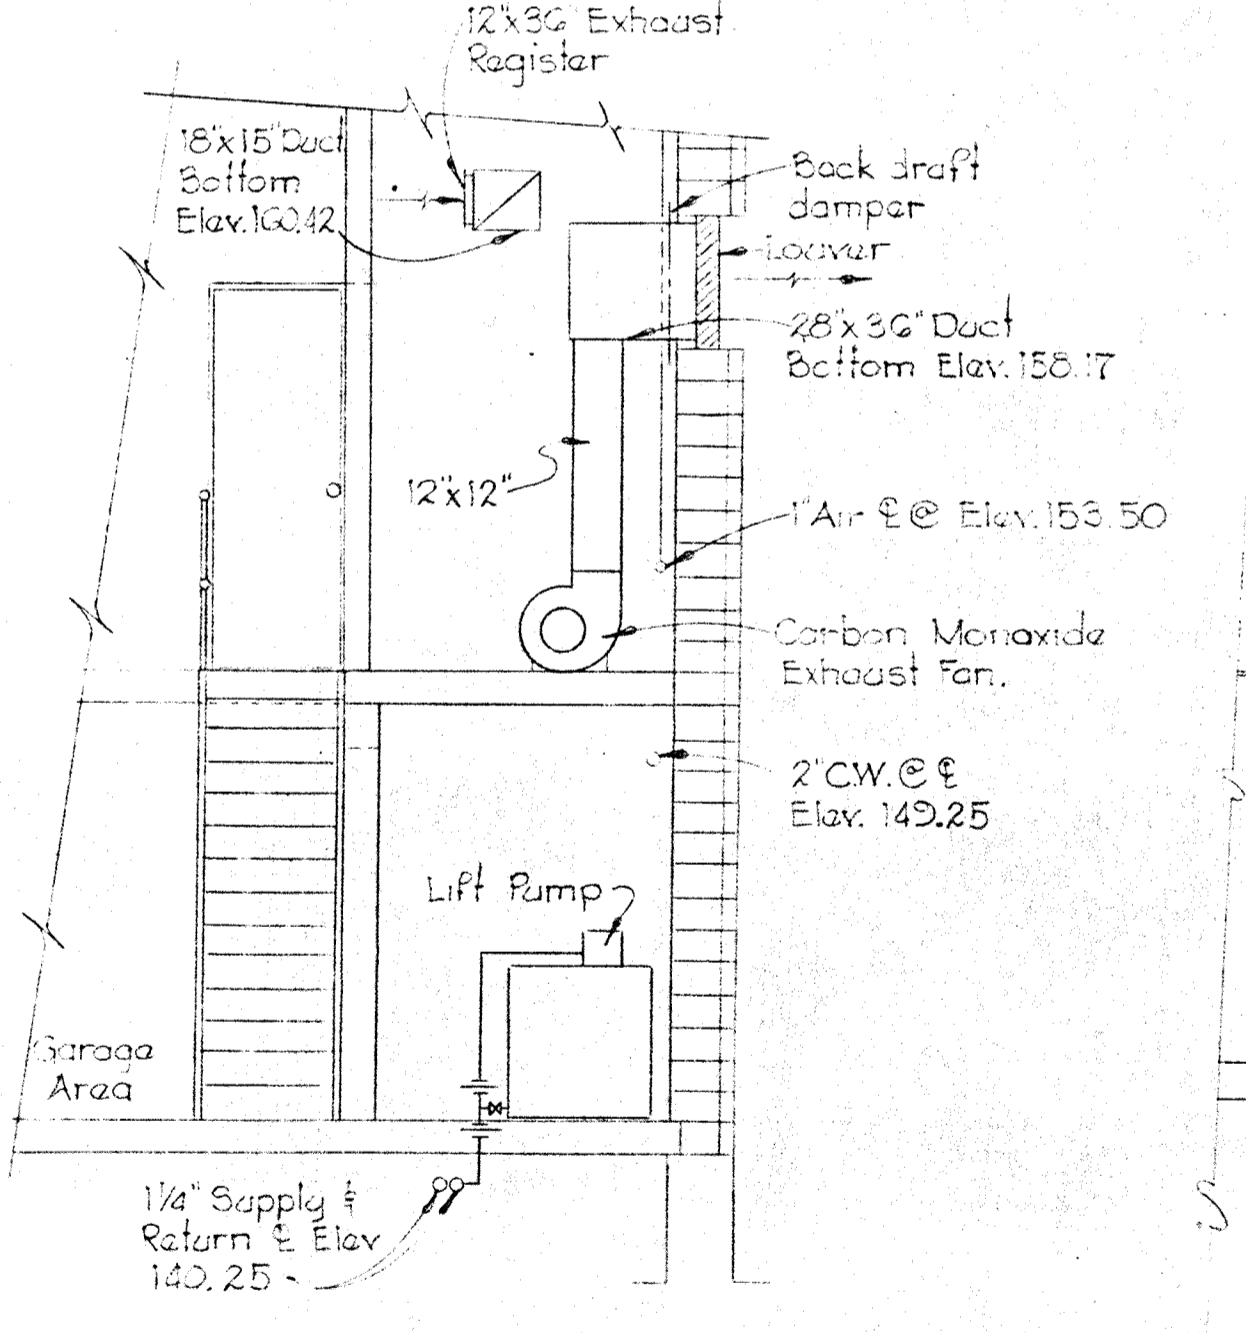 12"x36" Exhaust
Register
18"x15" Duct
Bottom
Elev. 160.42
Back draft
damper
Louver
28"x36" Duct
Bottom Elev. 158.17
12"x12"
1" Air ℄ @ Elev. 153.50
Carbon Monoxide
Exhaust Fan.
2" C.W. @ ℄
Elev. 149.25
Lift Pump
Garage
Area
1¼" Supply &
Return ℄ Elev
140.25